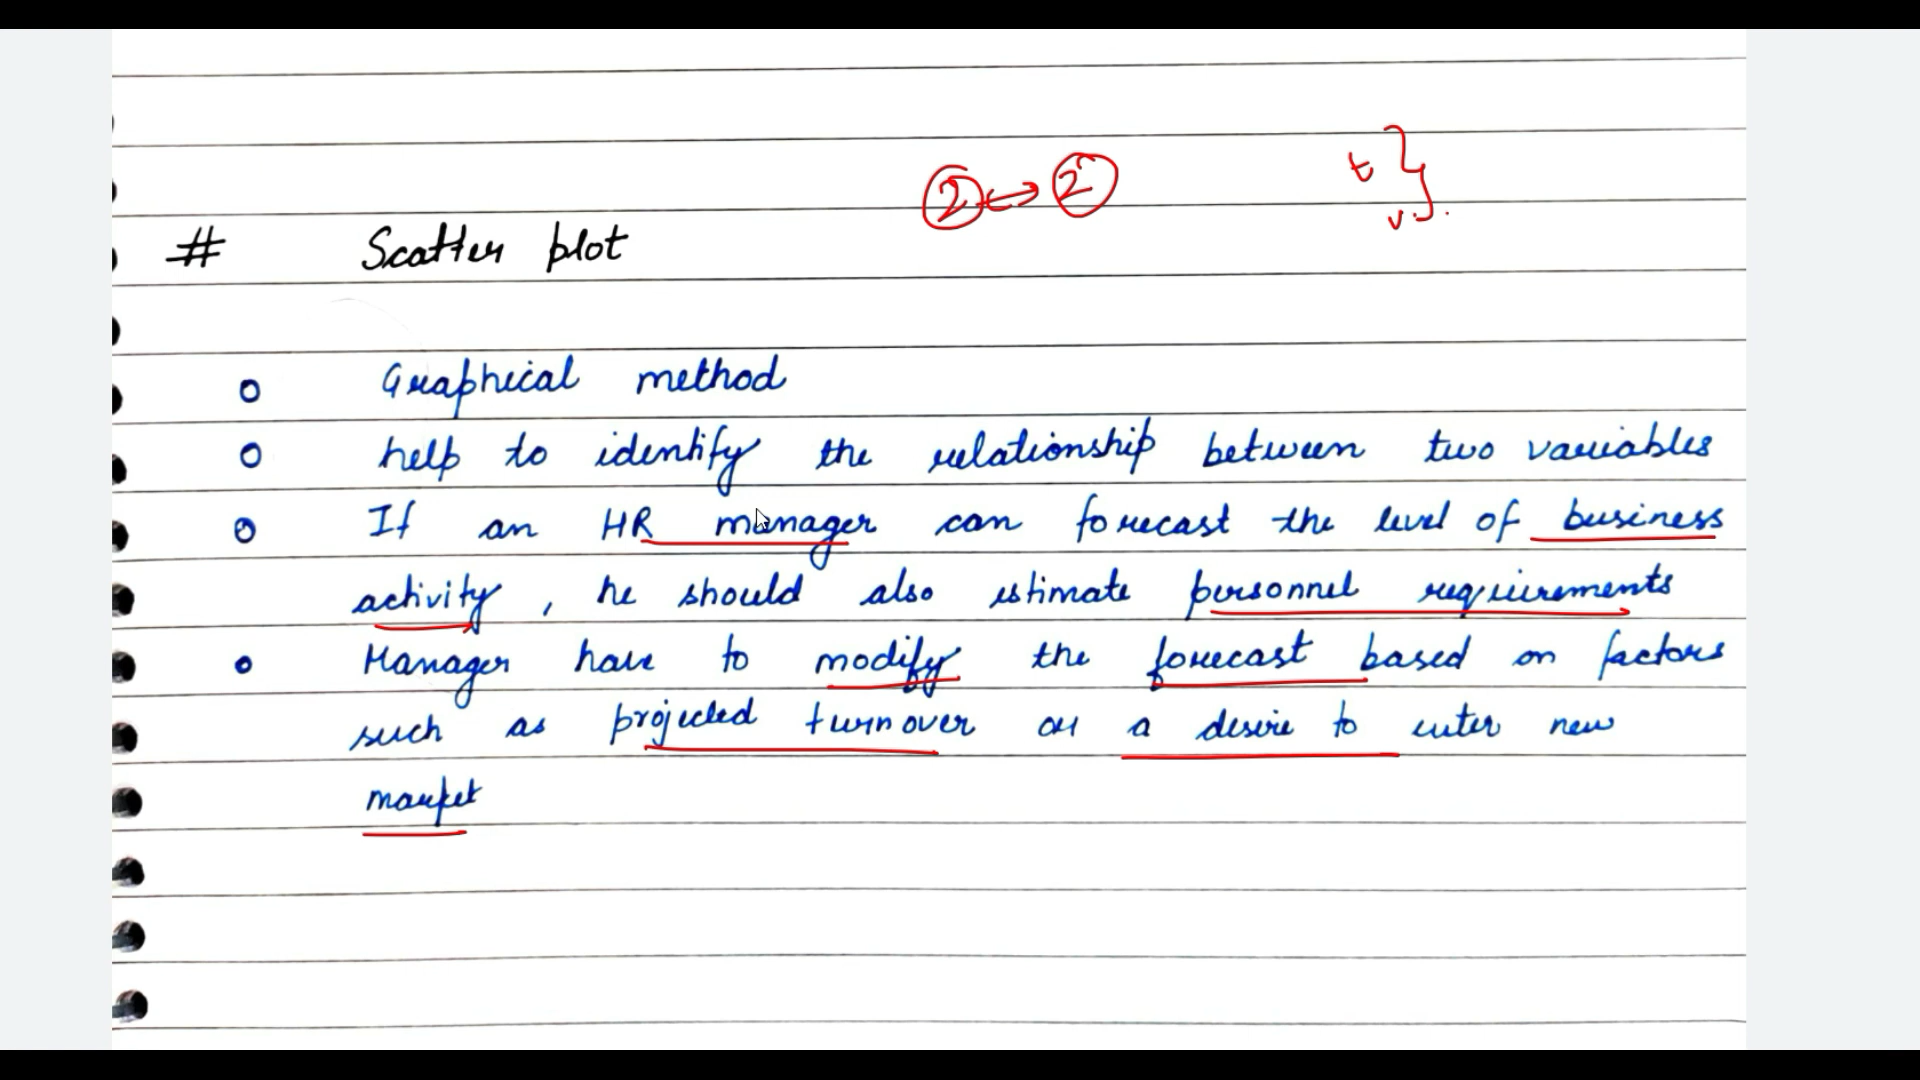 2 ↔ 2
t
v.
# Scatter plot
o Graphical method
o help to identify the relationship between two variables
o If an HR manager can forecast the level of business
activity, he should also estimate personnel requirements
o Manager have to modify the forecast based on factors
such as projected turnover or a desire to enter new
market